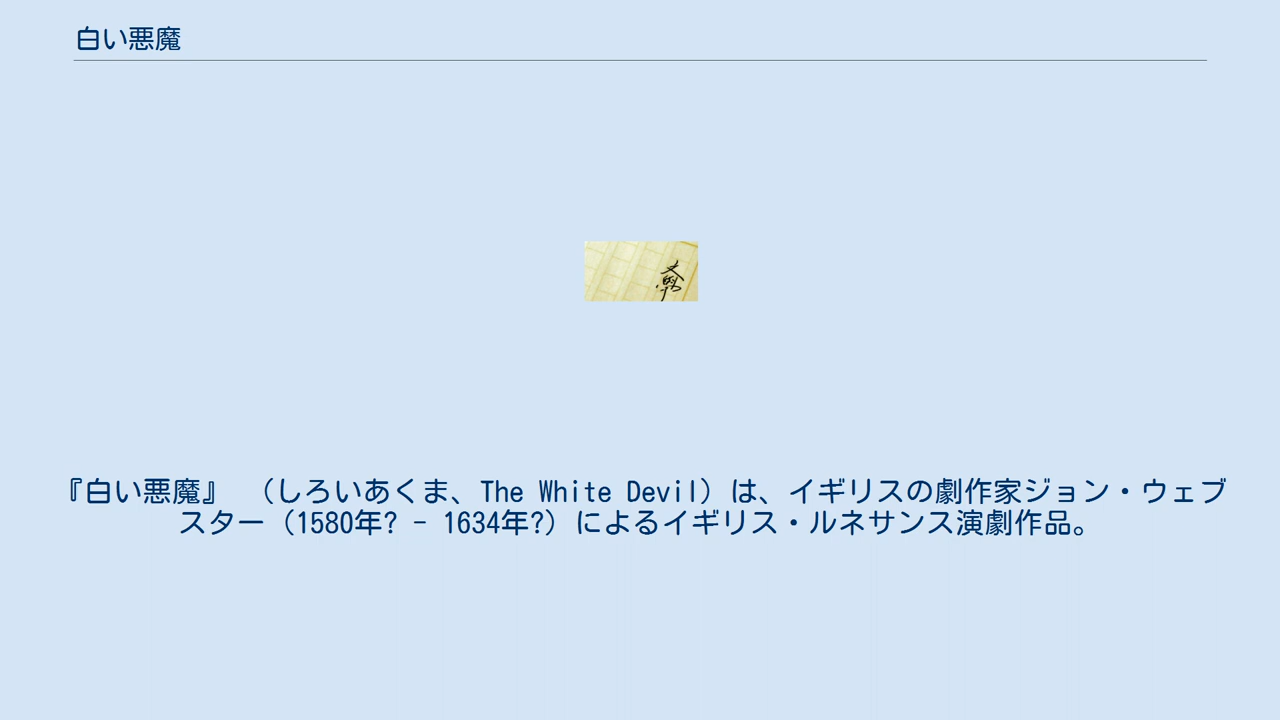 白い悪魔
『白い悪魔』　（しろいあくま、The White Devil）は、イギリスの劇作家ジョン・ウェブ
スター（1580年? - 1634年?）によるイギリス・ルネサンス演劇作品。